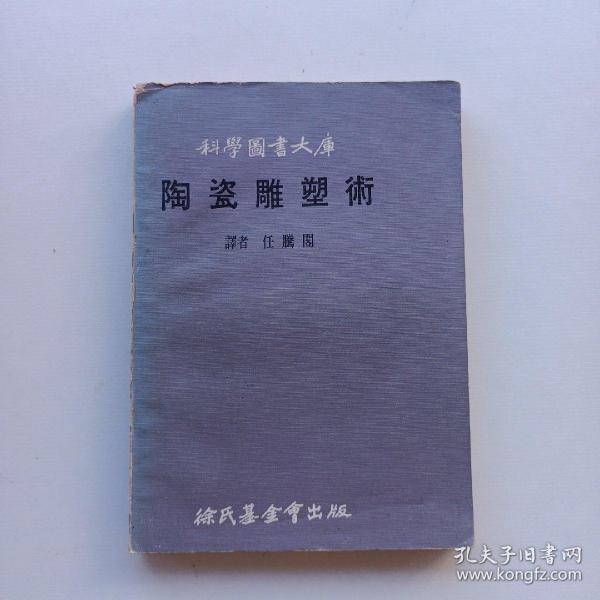 科學圖書大庫
陶瓷雕塑術
譯者 任騰閣
徐氏基金會出版
孔夫子旧书网
www.kongfz.com